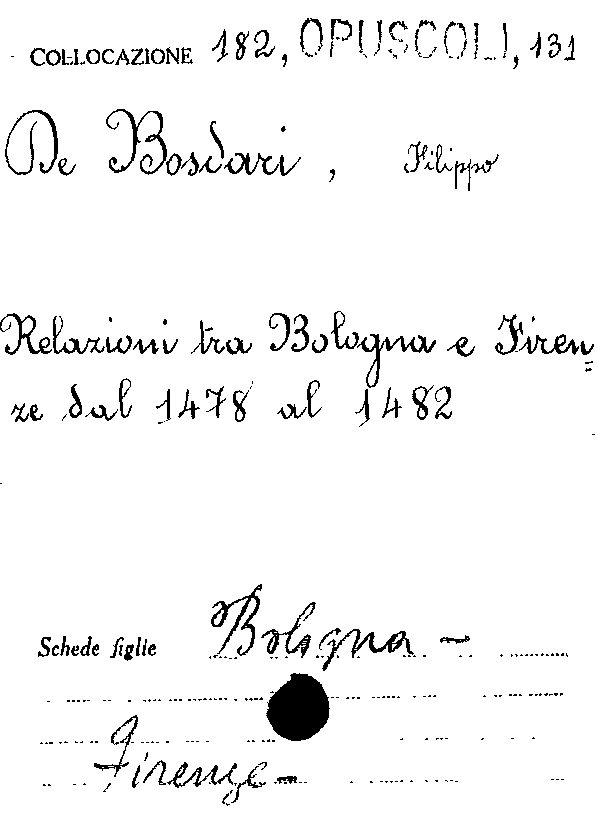 COLLOCAZIONE 182, OPUSCOLI, 131
De Bosdari, Filippo
Relazioni tra Bologna e Firen=
ze dal 1478 al 1482
Schede figlie Bologna -
Firenze -